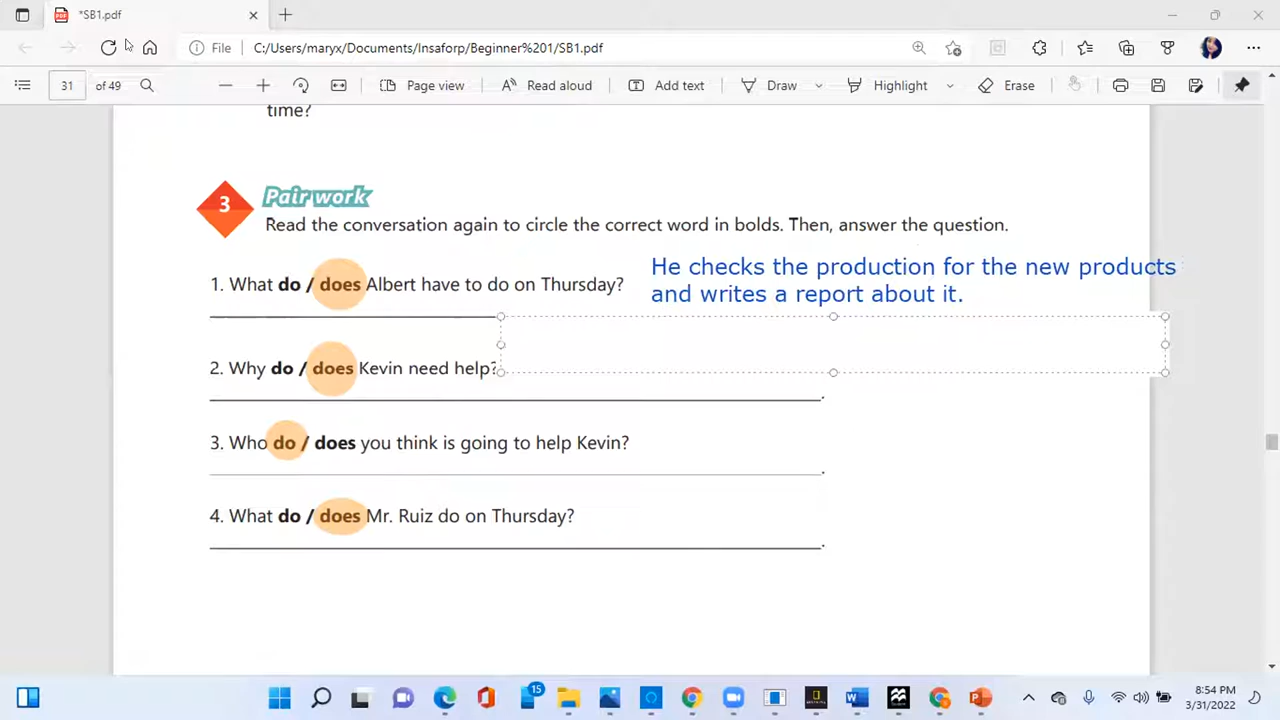 *SB1.pdf
File C:/Users/maryx/Documents/Insaforp/Beginner%201/SB1.pdf
31 of 49 Page view Read aloud Add text Draw Highlight Erase
time?
3 Pair work
Read the conversation again to circle the correct word in bolds. Then, answer the question.
1. What do / does Albert have to do on Thursday?
He checks the production for the new products
and writes a report about it.
2. Why do / does Kevin need help?
3. Who do / does you think is going to help Kevin?
4. What do / does Mr. Ruiz do on Thursday?
15
8:54 PM
3/31/2022